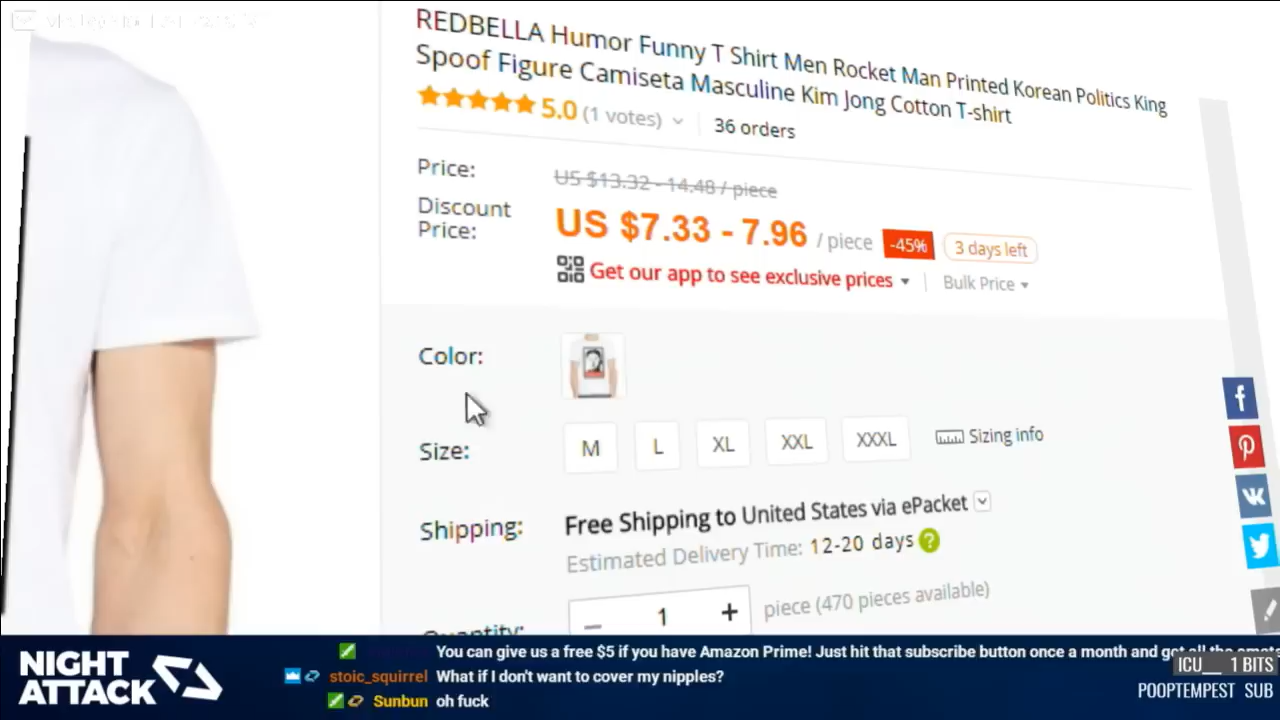 REDBELLA Humor Funny T Shirt Men Rocket Man Printed Korean Politics King
Spoof Figure Camiseta Masculine Kim Jong Cotton T-shirt
5.0 (1 votes) 36 orders
Price: US $13.32 - 14.48 / piece
Discount
Price: US $7.33 - 7.96 / piece -45% 3 days left
Get our app to see exclusive prices Bulk Price
Color:
Size: M L XL XXL XXXL Sizing info
Shipping: Free Shipping to United States via ePacket
Estimated Delivery Time: 12-20 days ?
Quantity: − 1 + piece (470 pieces available)
NIGHT
ATTACK
You can give us a free $5 if you have Amazon Prime! Just hit that subscribe button once a month and get all the
stoic_squirrel What if I don't want to cover my nipples?
Sunbun oh fuck
ICU__ 1 BITS
POOPTEMPEST SUB